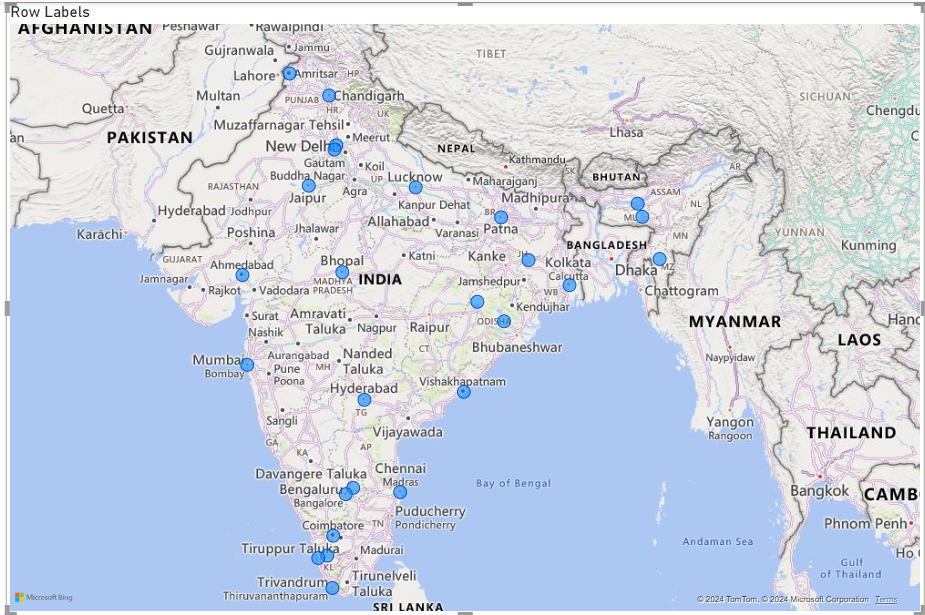 Row Labels
AFGHANISTAN
Peshawar
Rawalpindi
Jammu
Gujranwala
TIBET
Lahore
Amritsar
HP
SICHUAN
Multan
PUNJAB
Chandigarh
Quetta
HR
UK
Chengdu
Muzaffarnagar Tehsil
Lhasa
PAKISTAN
Meerut
New Delhi
NEPAL
Gautam
Buddha Nagar
Koil
Kathmandu
SK
BHUTAN
AR
RAJASTHAN
UP
Lucknow
Maharajganj
Agra
ASSAM
Jaipur
Kanpur Dehat
Madhipura
NL
Hyderabad
Jodhpur
BR
ML
Allahabad
Patna
Karāchi
Poshina
Jhalawar
Varanasi
MN
YUNNAN
BANGLADESH
Kunming
GUJARAT
Bhopal
Katni
Kanke
JH
Kolkata
Calcutta
Dhaka
MZ
Ahmedabad
Jamnagar
Rajkot
Vadodara
MADHYA
PRADESH
INDIA
Jamshedpur
WB
Chattogram
Surat
Amravati
Taluka
Kendujhar
Nashik
Nagpur
Raipur
ODISHA
MYANMAR
LAOS
Aurangabad
CT
Bhubaneshwar
Mumbai
Bombay
Pune
Poona
MH
Nanded
Taluka
Naypyidaw
Hyderabad
Vishakhapatnam
TG
Sangli
Vijayawada
Yangon
Rangoon
THAILAND
GA
KA
AP
Davangere Taluka
Chennai
Madras
Bay of Bengal
Bengaluru
Bangalore
Bangkok
Puducherry
Pondicherry
Coimbatore
TN
Phnom Penh
Tiruppur Taluka
Madurai
Andaman Sea
KL
Gulf
of Thailand
Trivandrum
Thiruvananthapuram
Tirunelveli
Taluka
Microsoft Bing
© 2024 TomTom, © 2024 Microsoft Corporation Terms
SRI LANKA